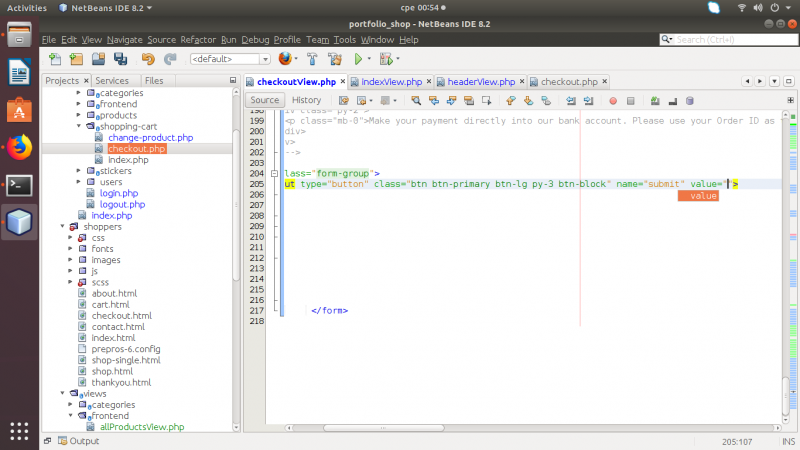 Activities
NetBeans IDE 8.2
сре 00:54
portfolio_shop - NetBeans IDE 8.2
File Edit View Navigate Source Refactor Run Debug Profile Team Tools Window Help
Search (Ctrl+I)
<default>
Projects Services Files
categories
frontend
products
shopping-cart
change-product.php
checkout.php
index.php
stickers
users
login.php
logout.php
index.php
shoppers
css
fonts
images
js
scss
about.html
cart.html
checkout.html
contact.html
index.html
prepros-6.config
shop-single.html
shop.html
thankyou.html
views
categories
frontend
allProductsView.php
checkoutView.php indexView.php headerView.php checkout.php
Source History
198 iv class="py-2">
199 <p class="mb-0">Make your payment directly into our bank account. Please use your Order ID as
200 div>
201 v>
202 -->
203
204 lass="form-group">
205 ut type="button" class="btn btn-primary btn-lg py-3 btn-block" name="submit" value="">
value
206
207
208
209
210
211
212
213
214
215
216
217 </form>
218
Output
205:107
INS